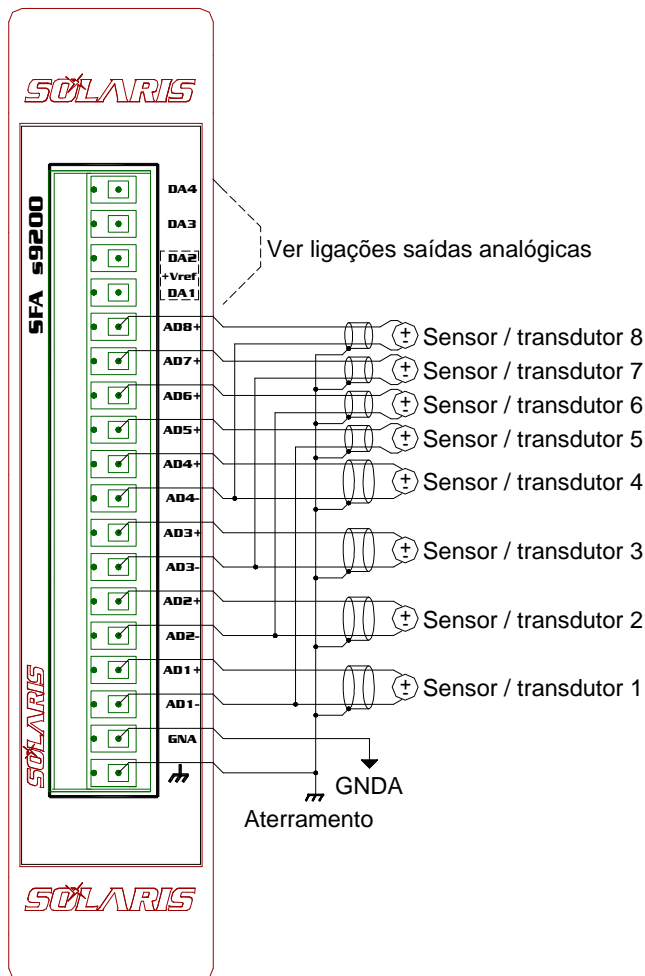 SOLARIS
SFA s9200
DA4
DA3
DA2
+Vref
DA1
Ver ligações saídas analógicas
AD8+
Sensor / transdutor 8
AD7+
Sensor / transdutor 7
AD6+
Sensor / transdutor 6
AD5+
Sensor / transdutor 5
AD4+
Sensor / transdutor 4
AD4-
AD3+
Sensor / transdutor 3
AD3-
AD2+
Sensor / transdutor 2
AD2-
AD1+
Sensor / transdutor 1
AD1-
GNA
GNDA
Aterramento
SOLARIS
SOLARIS